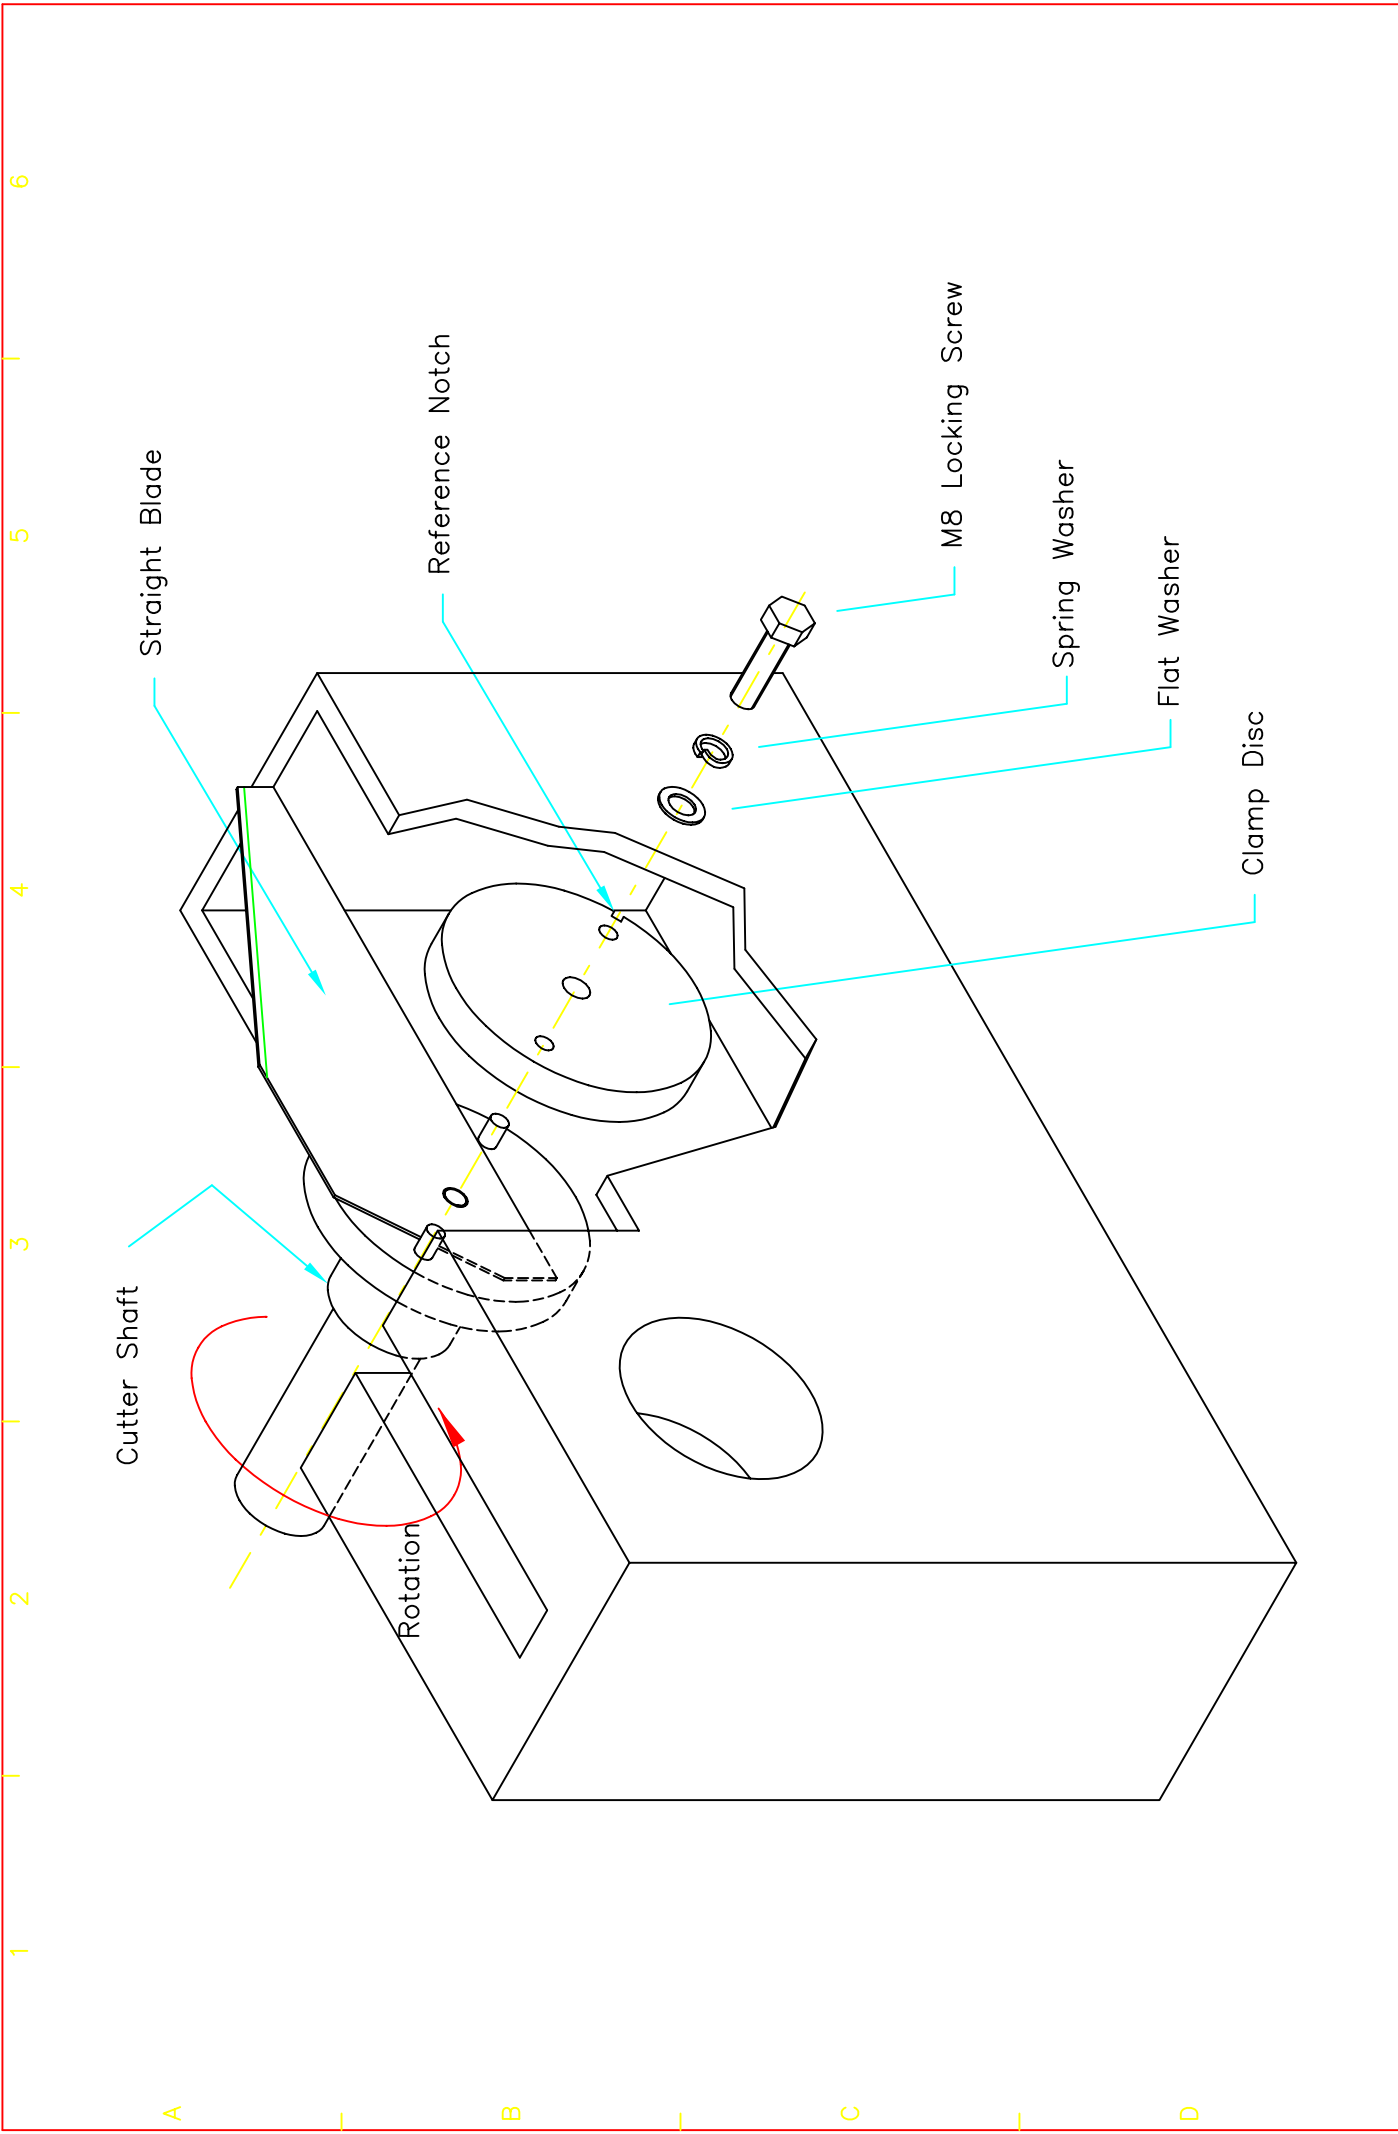 Straight Blade
Reference Notch
M8 Locking Screw
Spring Washer
Flat Washer
Clamp Disc
Cutter Shaft
Rotation
1
2
3
4
5
6
A
B
C
D